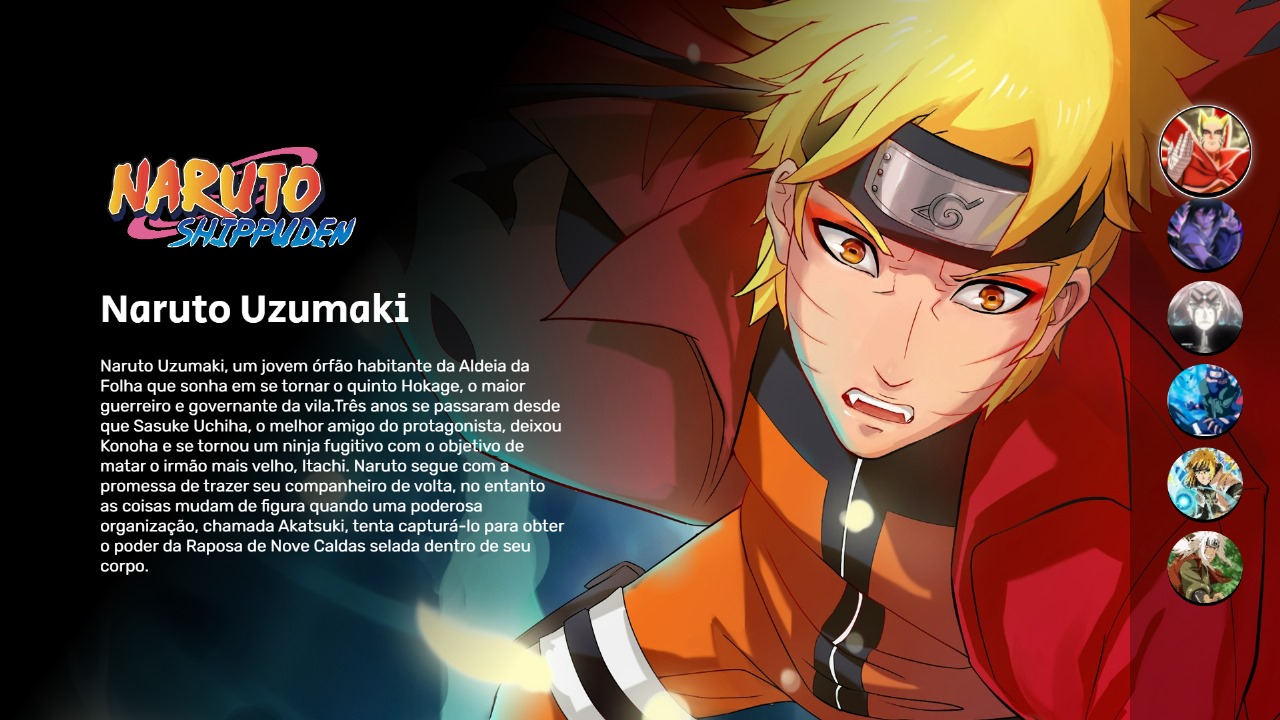 NARUTO
SHIPPUDEN
Naruto Uzumaki
Naruto Uzumaki, um jovem órfão habitante da Aldeia da
Folha que sonha em se tornar o quinto Hokage, o maior
guerreiro e governante da vila.Três anos se passaram desde
que Sasuke Uchiha, o melhor amigo do protagonista, deixou
Konoha e se tornou um ninja fugitivo com o objetivo de
matar o irmão mais velho, Itachi. Naruto segue com a
promessa de trazer seu companheiro de volta, no entanto
as coisas mudam de figura quando uma poderosa
organização, chamada Akatsuki, tenta capturá-lo para obter
o poder da Raposa de Nove Caldas selada dentro de seu
corpo.